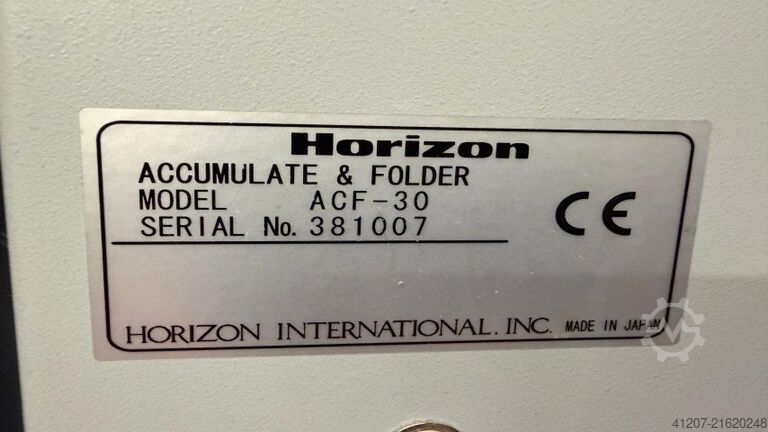 Horizon
ACCUMULATE & FOLDER
MODEL ACF-30
SERIAL No. 381007
CE
HORIZON INTERNATIONAL, INC. MADE IN JAPAN
41207-21620248